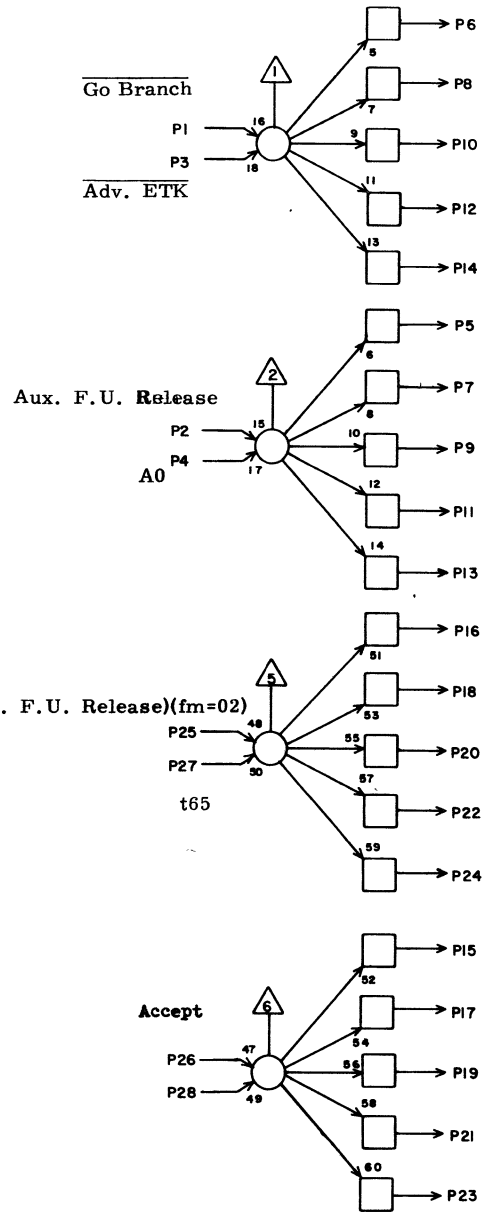 P6
5
1
Go Branch
P8
7
16
P1
9
P10
P3
18
11
Adv. ETK
P12
13
P14
P5
6
2
Aux. F.U. Release
P7
8
15
P2
10
P9
P4
17
A0
12
P11
14
P13
P16
51
5
. F.U. Release)(fm=02)
P18
48
53
P25
55
P20
P27
50
57
t65
P22
59
P24
P15
52
6
Accept
P17
54
47
P26
56
P19
P28
49
58
P21
60
P23